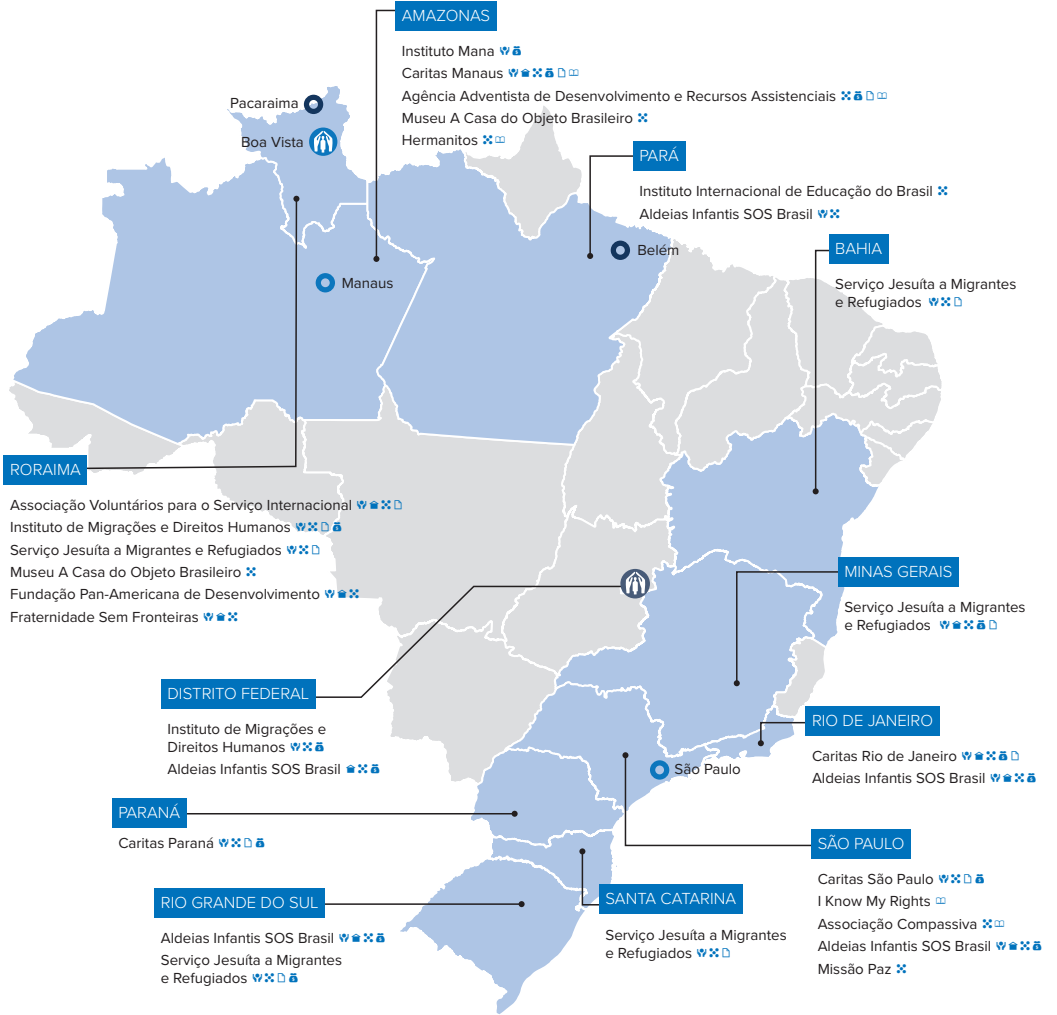 AMAZONAS
Instituto Mana
Caritas Manaus
Agência Adventista de Desenvolvimento e Recursos Assistenciais
Museu A Casa do Objeto Brasileiro
Hermanitos
Pacaraima
Boa Vista
PARÁ
Instituto Internacional de Educação do Brasil
Aldeias Infantis SOS Brasil
Belém
Manaus
BAHIA
Serviço Jesuíta a Migrantes
e Refugiados
RORAIMA
Associação Voluntários para o Serviço Internacional
Instituto de Migrações e Direitos Humanos
Serviço Jesuíta a Migrantes e Refugiados
Museu A Casa do Objeto Brasileiro
Fundação Pan-Americana de Desenvolvimento
Fraternidade Sem Fronteiras
MINAS GERAIS
Serviço Jesuíta a Migrantes
e Refugiados
DISTRITO FEDERAL
Instituto de Migrações e
Direitos Humanos
Aldeias Infantis SOS Brasil
RIO DE JANEIRO
Caritas Rio de Janeiro
Aldeias Infantis SOS Brasil
São Paulo
PARANÁ
Caritas Paraná
SÃO PAULO
Caritas São Paulo
I Know My Rights
Associação Compassiva
Aldeias Infantis SOS Brasil
Missão Paz
RIO GRANDE DO SUL
Aldeias Infantis SOS Brasil
Serviço Jesuíta a Migrantes
e Refugiados
SANTA CATARINA
Serviço Jesuíta a Migrantes
e Refugiados